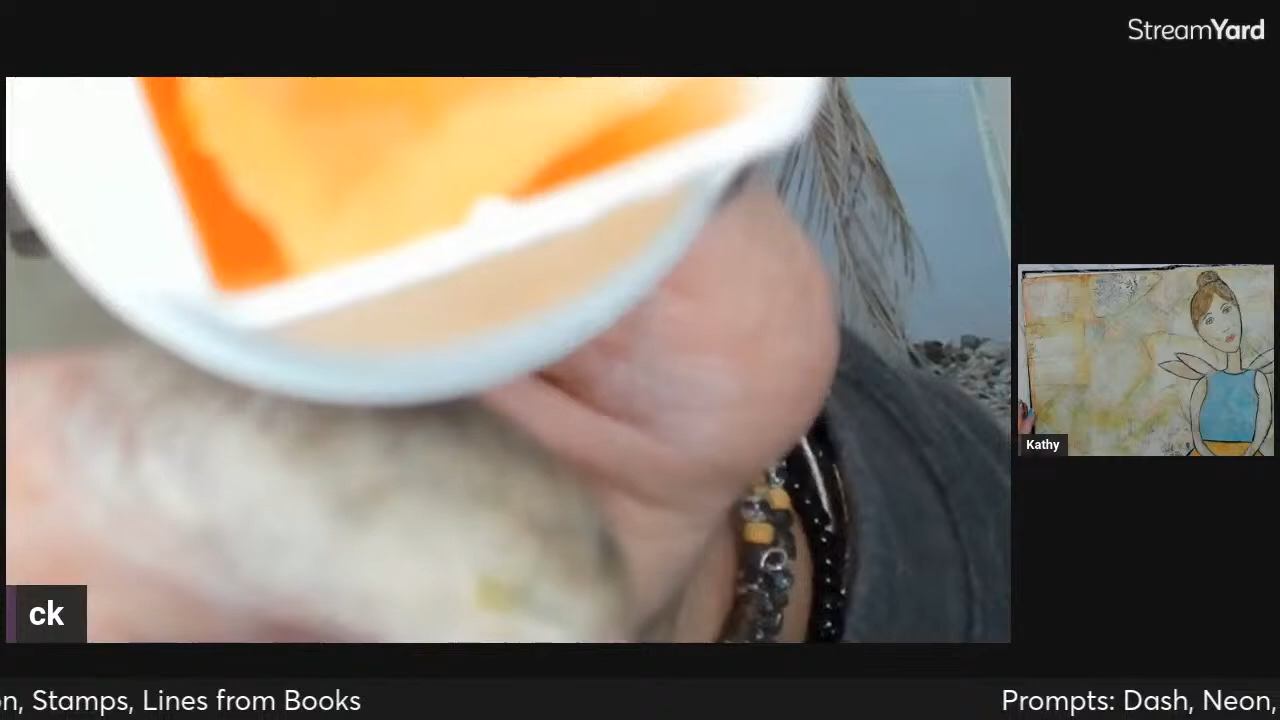 StreamYard
Kathy
ck
n, Stamps, Lines from Books
Prompts: Dash, Neon,